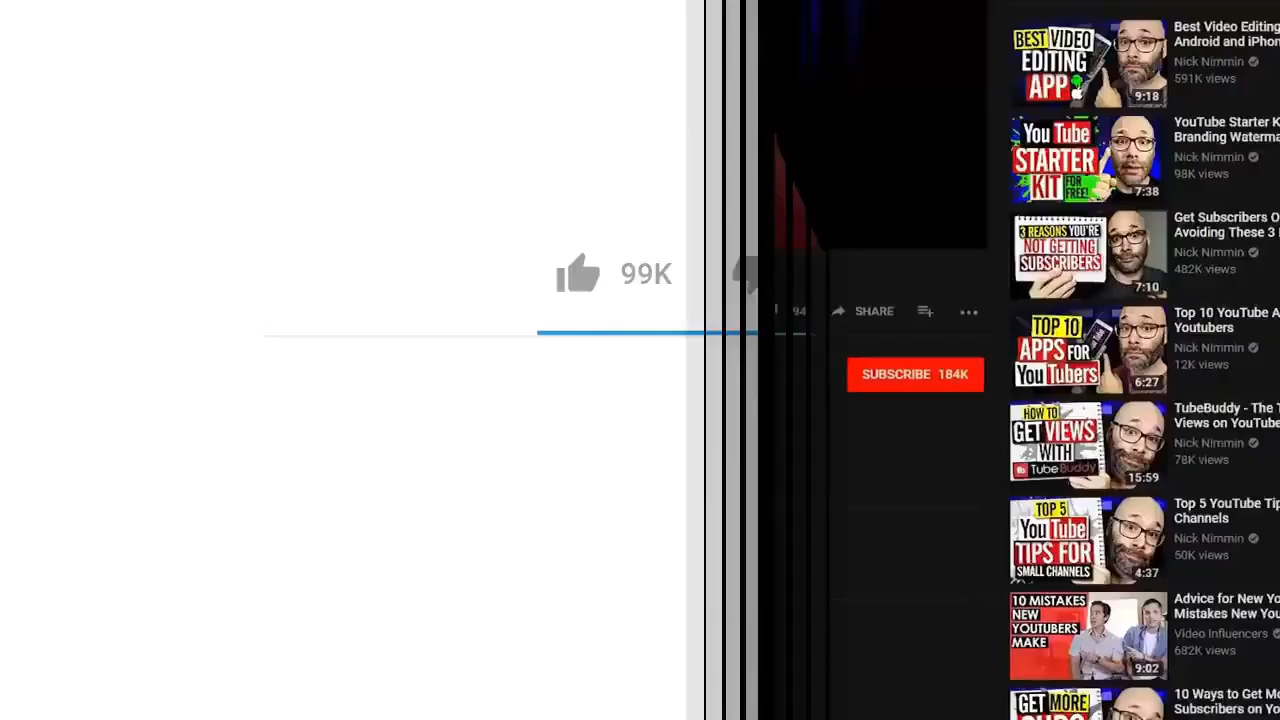 99K
94
SHARE
SUBSCRIBE 184K
BEST VIDEO
EDITING
APP
9:18
Best Video Editing
Android and iPhon
Nick Nimmin
591K views
You Tube
STARTER
KIT FOR
FREE!
7:38
YouTube Starter K
Branding Waterma
Nick Nimmin
98K views
3 REASONS YOU'RE
NOT GETTING
SUBSCRIBERS
7:10
Get Subscribers O
Avoiding These 3
Nick Nimmin
482K views
TOP 10
APPS FOR
You Tubers
6:27
Top 10 YouTube A
Youtubers
Nick Nimmin
12K views
HOW TO
GET VIEWS
WITH
TubeBuddy
15:59
TubeBuddy - The T
Views on YouTube
Nick Nimmin
78K views
TOP 5
You Tube
TIPS FOR
SMALL CHANNELS
4:37
Top 5 YouTube Tip
Channels
Nick Nimmin
50K views
10 MISTAKES
NEW
YOUTUBERS
MAKE
9:02
Advice for New Yo
Mistakes New You
Video Influencers
682K views
GET MORE
SUBS
10 Ways to Get Mo
Subscribers on Yo